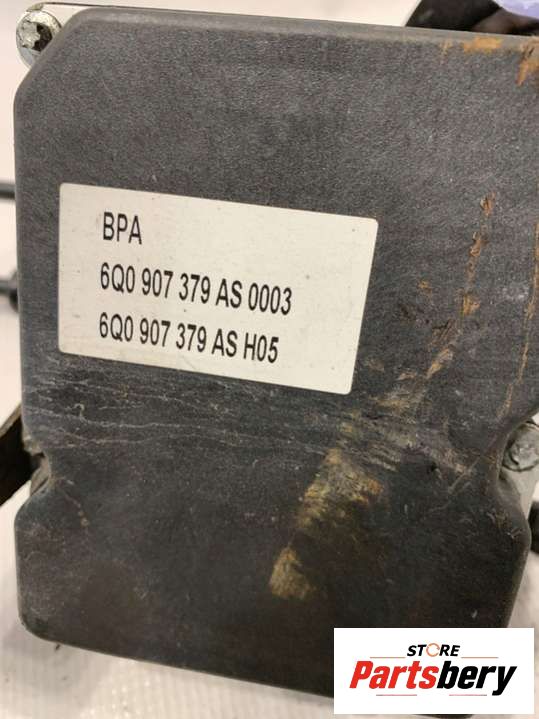 BPA
6Q0 907 379 AS 0003
6Q0 907 379 AS H05
STORE
Partsbery